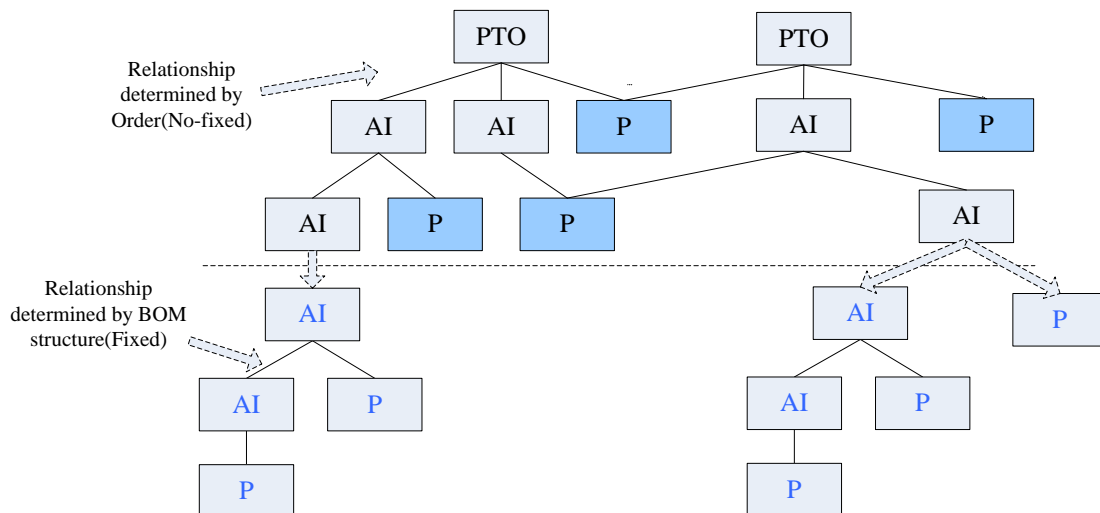 PTO
PTO
Relationship
determined by
Order(No-fixed)
AI
AI
P
AI
P
AI
P
P
AI
Relationship
determined by BOM
structure(Fixed)
AI
AI
P
AI
P
AI
P
P
P